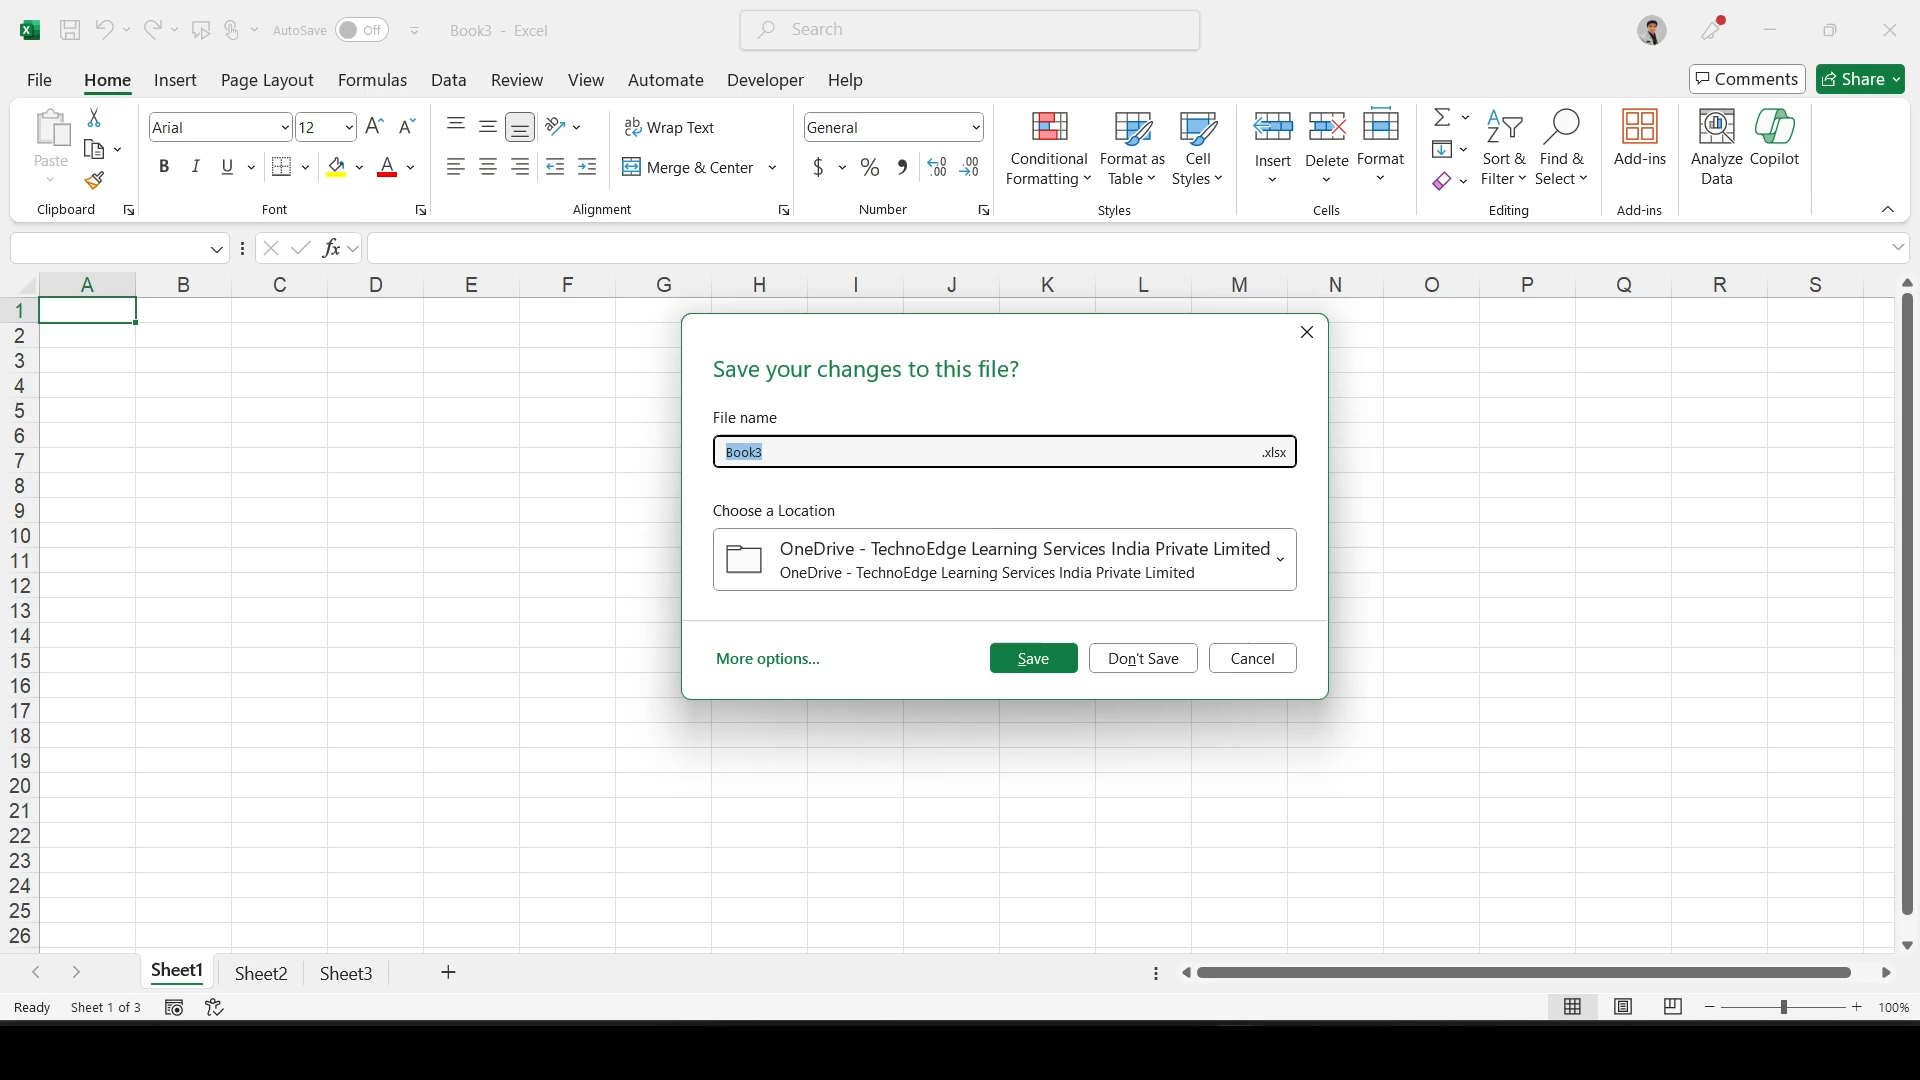 AutoSave Off Book3 - Excel Search
File Home Insert Page Layout Formulas Data Review View Automate Developer Help Comments Share
Paste
Clipboard
Arial 12
B I U A
Font
Wrap Text
Merge & Center
Alignment
General
$ % 9 .00
Number
Conditional Formatting
Format as Table
Cell Styles
Styles
Insert Delete Format
Cells
Sort & Filter
Find & Select
Editing
Add-ins
Add-ins
Analyze Data
Copilot
fx
A B C D E F G H I J K L M N O P Q R S
1
2
3
4
5
6
7
8
9
10
11
12
13
14
15
16
17
18
19
20
21
22
23
24
25
26
Save your changes to this file?
File name
Book3 .xlsx
Choose a Location
OneDrive - TechnoEdge Learning Services India Private Limited
OneDrive - TechnoEdge Learning Services India Private Limited
More options... Save Don't Save Cancel
Sheet1 Sheet2 Sheet3 +
Ready Sheet 1 of 3 100%